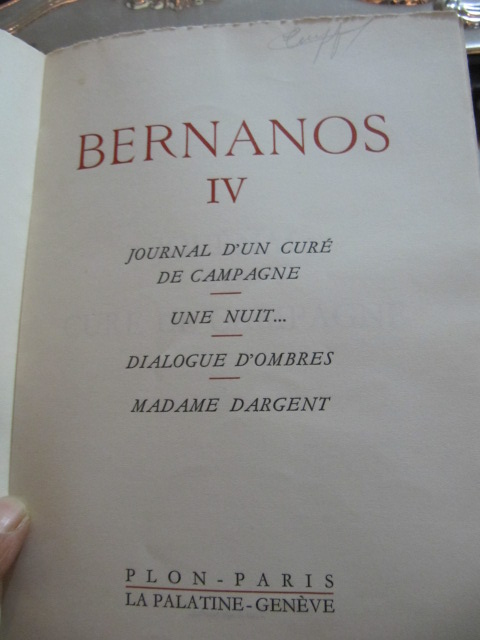 BERNANOS
IV
JOURNAL D'UN CURÉ
DE CAMPAGNE
UNE NUIT...
DIALOGUE D'OMBRES
MADAME DARGENT
PLON-PARIS
LA PALATINE-GENÈVE